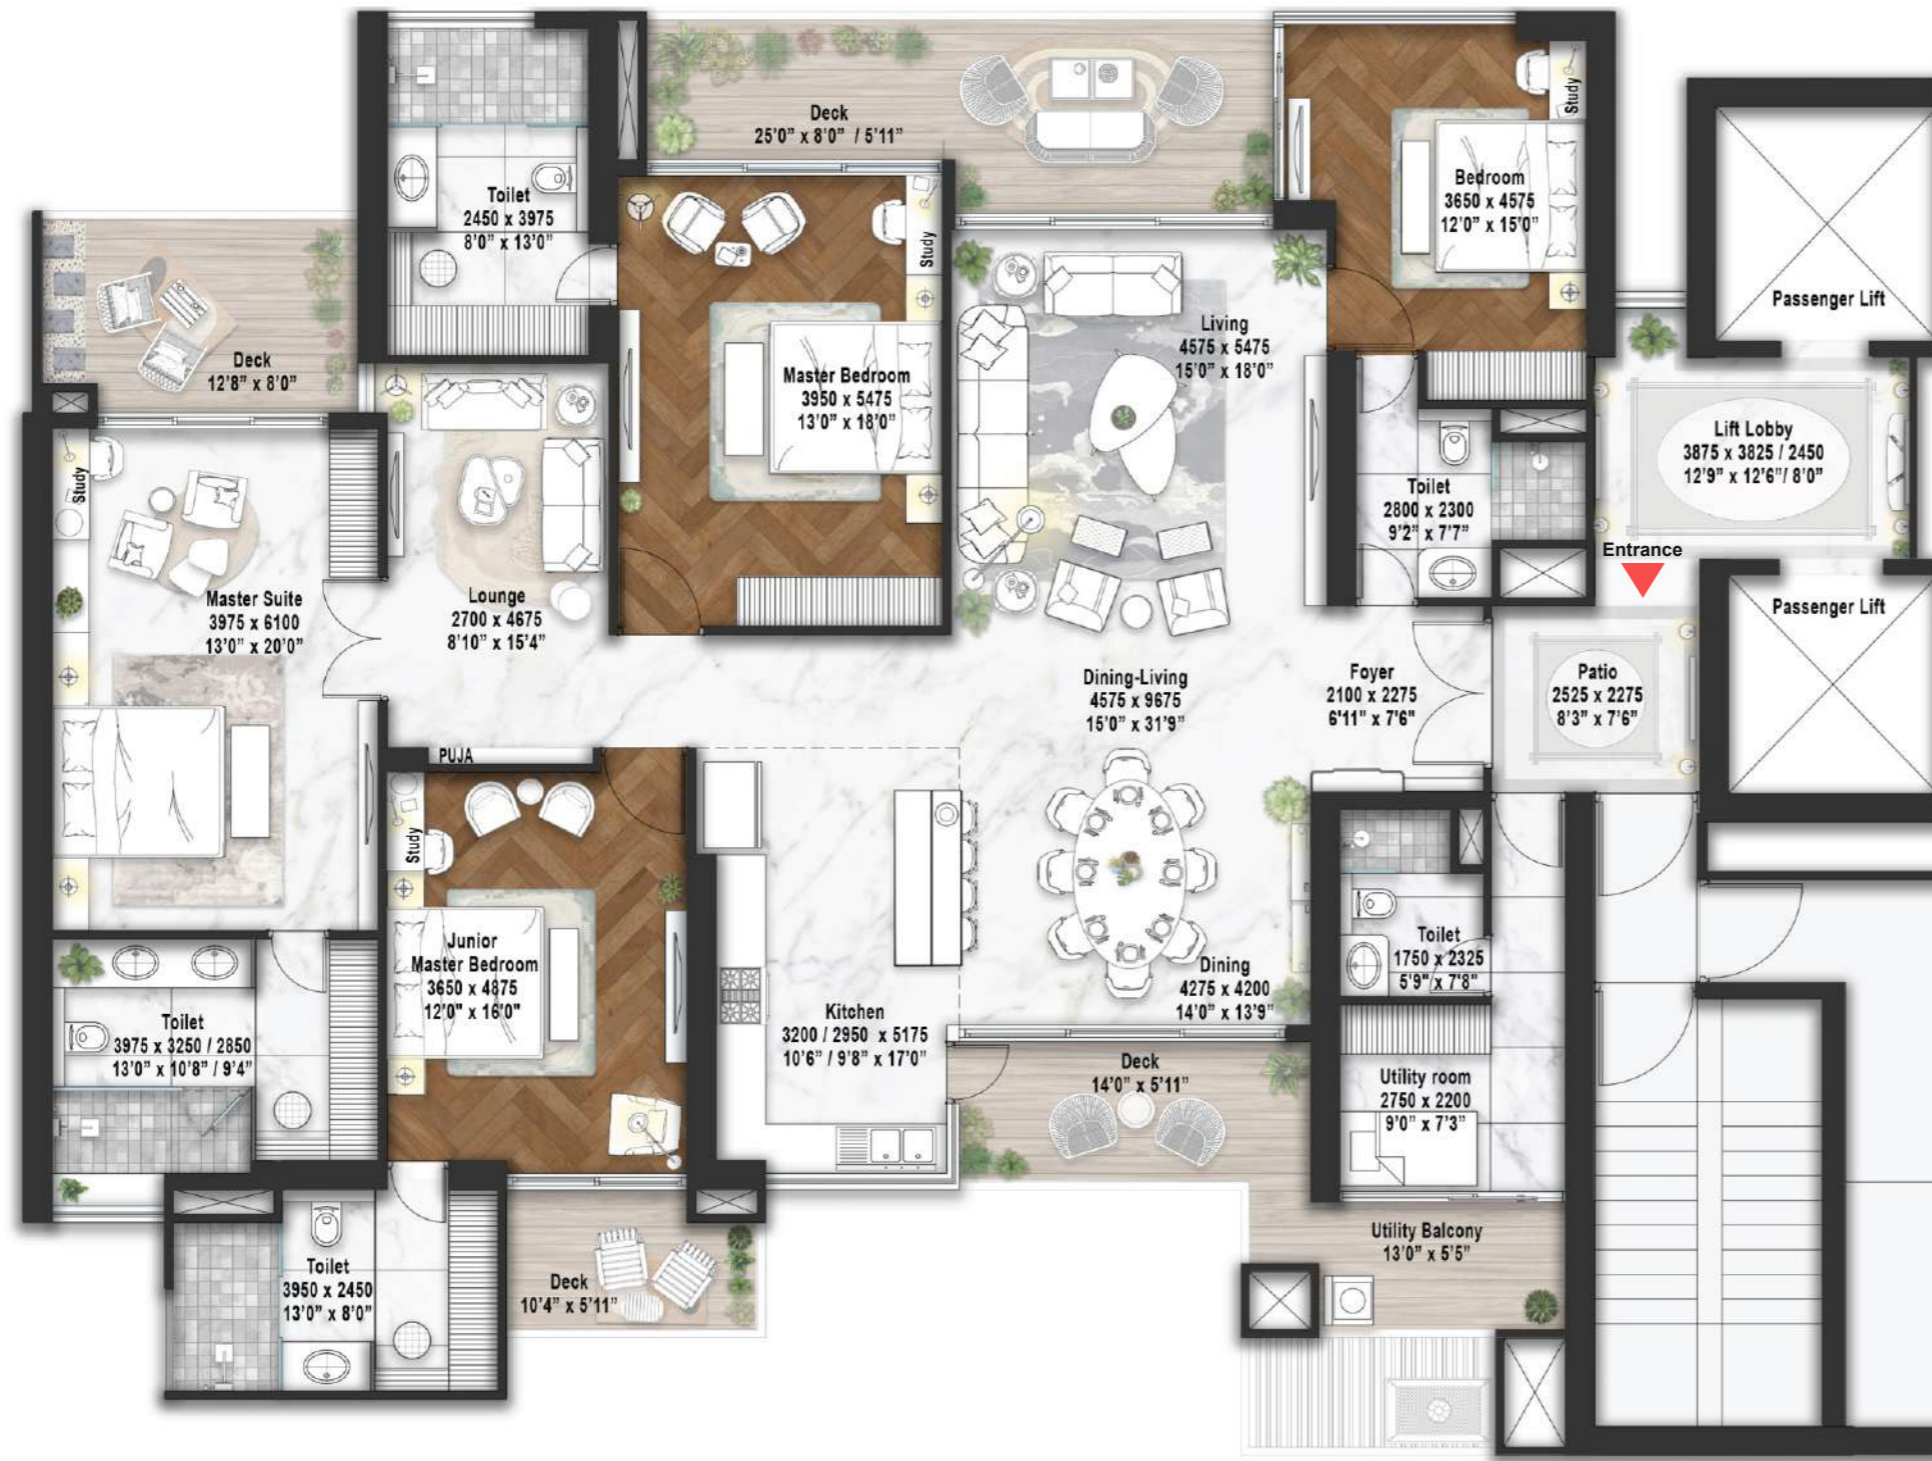 Deck
25'0" x 8'0" / 5'11"
Study
Bedroom
3650 x 4575
12'0" x 15'0"
Toilet
2450 x 3975
8'0" x 13'0"
Study
Passenger Lift
Living
4575 x 5475
15'0" x 18'0"
Deck
12'8" x 8'0"
Master Bedroom
3950 x 5475
13'0" x 18'0"
Lift Lobby
3875 x 3825 / 2450
12'9" x 12'6"/ 8'0"
Study
Toilet
2800 x 2300
9'2" x 7'7"
Entrance
Master Suite
3975 x 6100
13'0" x 20'0"
Lounge
2700 x 4675
8'10" x 15'4"
Passenger Lift
Dining-Living
4575 x 9675
15'0" x 31'9"
Foyer
2100 x 2275
6'11" x 7'6"
Patio
2525 x 2275
8'3" x 7'6"
PUJA
Study
Junior
Master Bedroom
3650 x 4875
12'0" x 16'0"
Toilet
1750 x 2325
5'9" x 7'8"
Dining
4275 x 4200
14'0" x 13'9"
Toilet
3975 x 3250 / 2850
13'0" x 10'8" / 9'4"
Kitchen
3200 / 2950 x 5175
10'6" / 9'8" x 17'0"
Deck
14'0" x 5'11"
Utility room
2750 x 2200
9'0" x 7'3"
Utility Balcony
13'0" x 5'5"
Toilet
3950 x 2450
13'0" x 8'0"
Deck
10'4" x 5'11"